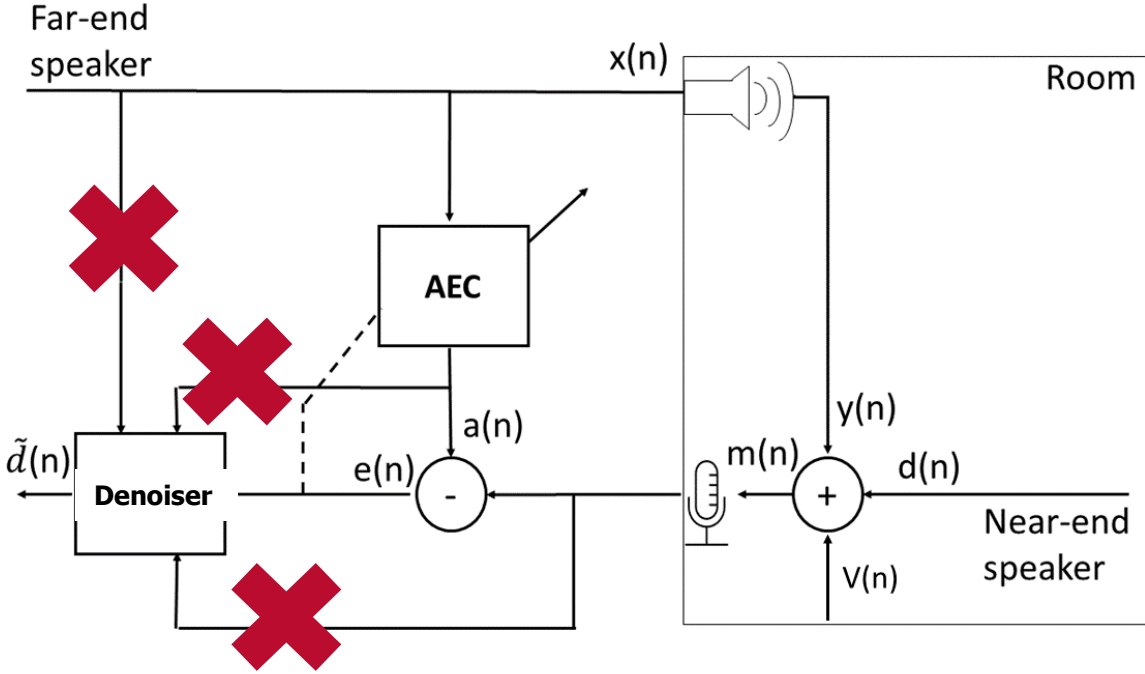 Far-end
speaker
x(n)
Room
AEC
y(n)
a(n)
d̃(n)
e(n)
m(n)
d(n)
Denoiser
-
+
Near-end
speaker
V(n)